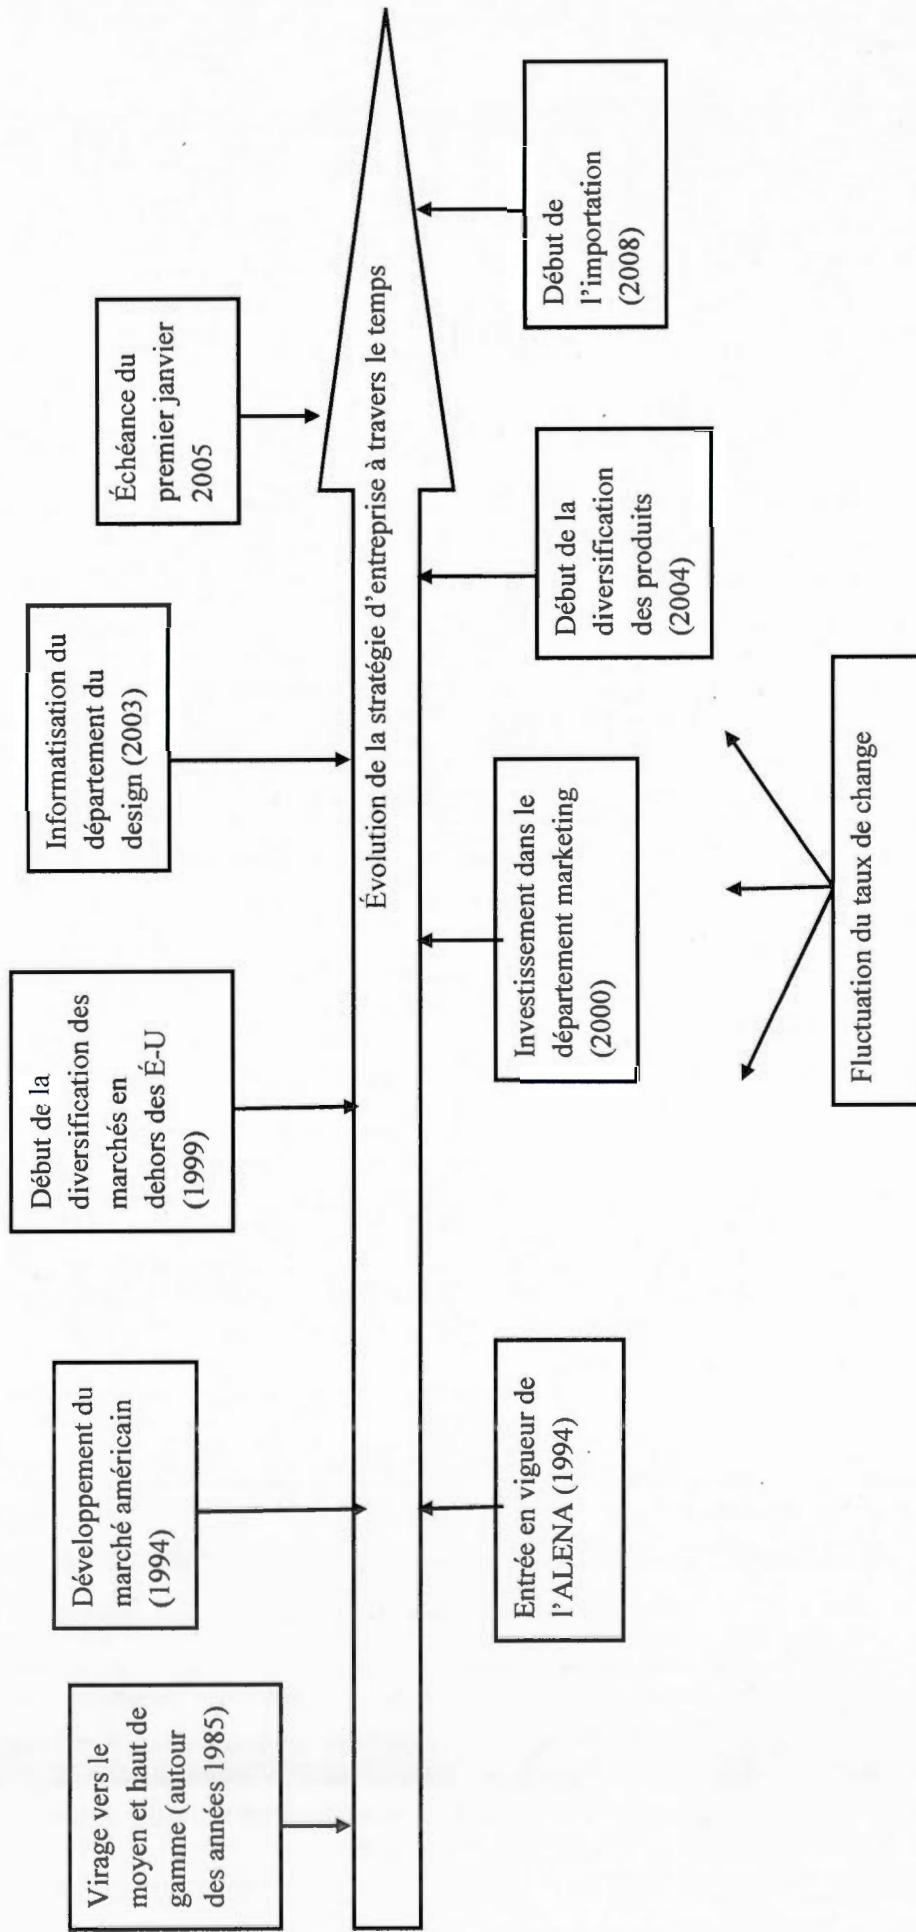 Virage vers le
moyen et haut de
gamme (autour
des années 1985)
Développement du
marché américain
(1994)
Début de la
diversification des
marchés en
dehors des É-U
(1999)
Informatisation du
département du
design (2003)
Échéance du
premier janvier
2005
Évolution de la stratégie d'entreprise à travers le temps
Entrée en vigueur de
l'ALENA (1994)
Investissement dans le
département marketing
(2000)
Début de la
diversification
des produits
(2004)
Début de
l'importation
(2008)
Fluctuation du taux de change